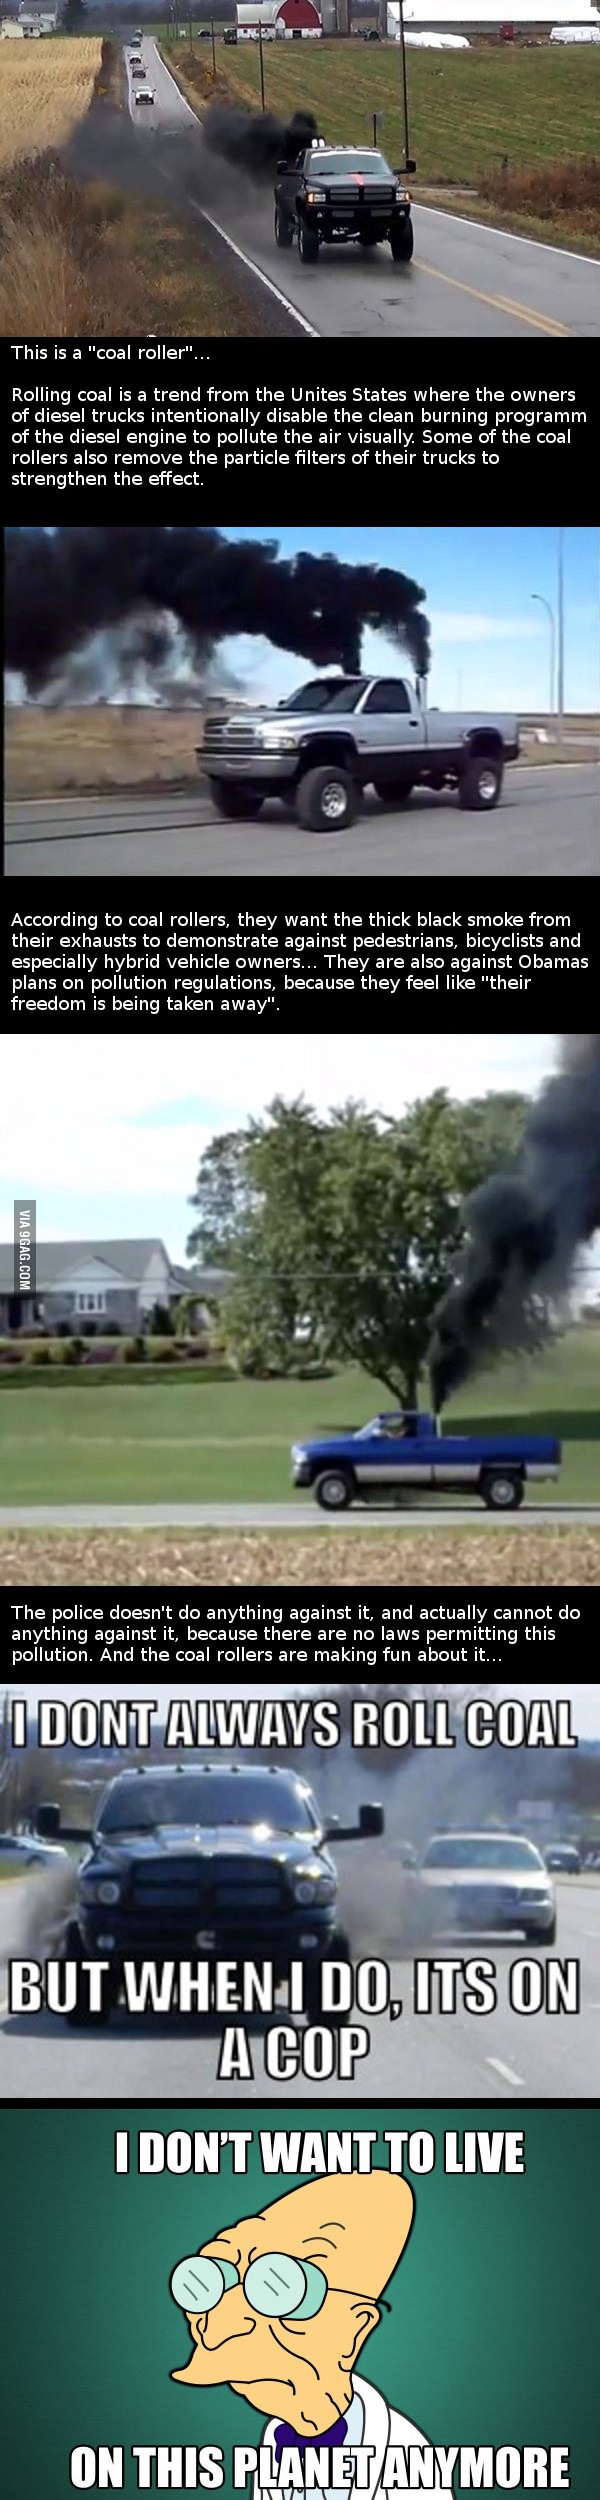 This is a "coal roller"...
Rolling coal is a trend from the Unites States where the owners
of diesel trucks intentionally disable the clean burning programm
of the diesel engine to pollute the air visually. Some of the coal
rollers also remove the particle filters of their trucks to
strengthen the effect.
According to coal rollers, they want the thick black smoke from
their exhausts to demonstrate against pedestrians, bicyclists and
especially hybrid vehicle owners... They are also against Obamas
plans on pollution regulations, because they feel like "their
freedom is being taken away".
VIA 9GAG.COM
The police doesn't do anything against it, and actually cannot do
anything against it, because there are no laws permitting this
pollution. And the coal rollers are making fun about it...
I DONT ALWAYS ROLL COAL
BUT WHEN I DO, ITS ON
A COP
I DON'T WANT TO LIVE
ON THIS PLANET ANYMORE